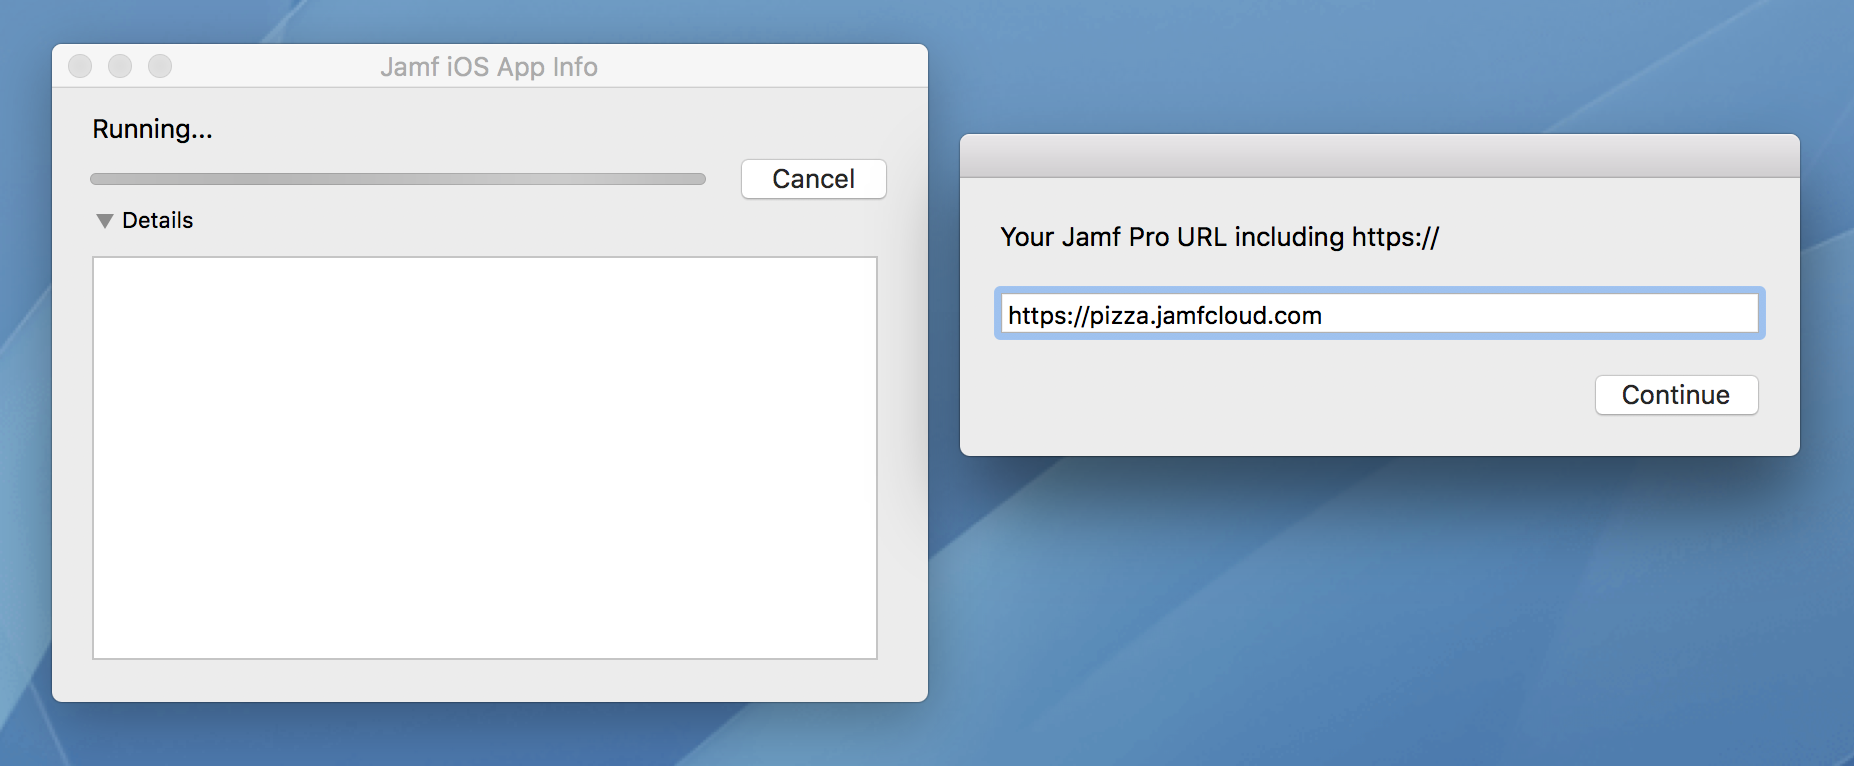 Jamf iOS App Info
Running...
Cancel
Details
Your Jamf Pro URL including https://
https://pizza.jamfcloud.com
Continue